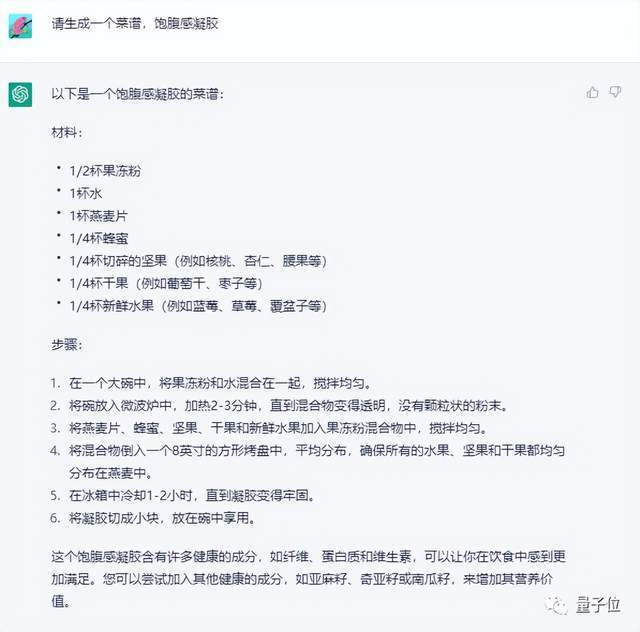 请生成一个菜谱，饱腹感凝胶
以下是一个饱腹感凝胶的菜谱：
材料：
• 1/2杯果冻粉
• 1杯水
• 1杯燕麦片
• 1/4杯蜂蜜
• 1/4杯切碎的坚果（例如核桃、杏仁、腰果等）
• 1/4杯干果（例如葡萄干、枣子等）
• 1/4杯新鲜水果（例如蓝莓、草莓、覆盆子等）
步骤：
1. 在一个大碗中，将果冻粉和水混合在一起，搅拌均匀。
2. 将碗放入微波炉中，加热2-3分钟，直到混合物变得透明，没有颗粒状的粉末。
3. 将燕麦片、蜂蜜、坚果、干果和新鲜水果加入果冻粉混合物中，搅拌均匀。
4. 将混合物倒入一个8英寸的方形烤盘中，平均分布，确保所有的水果、坚果和干果都均匀
分布在燕麦中。
5. 在冰箱中冷却1-2小时，直到凝胶变得牢固。
6. 将凝胶切成小块，放在碗中享用。
这个饱腹感凝胶含有许多健康的成分，如纤维、蛋白质和维生素，可以让你在饮食中感到更
加满足。您可以尝试加入其他健康的成分，如亚麻籽、奇亚籽或南瓜籽，来增加其营养价
值。
量子位